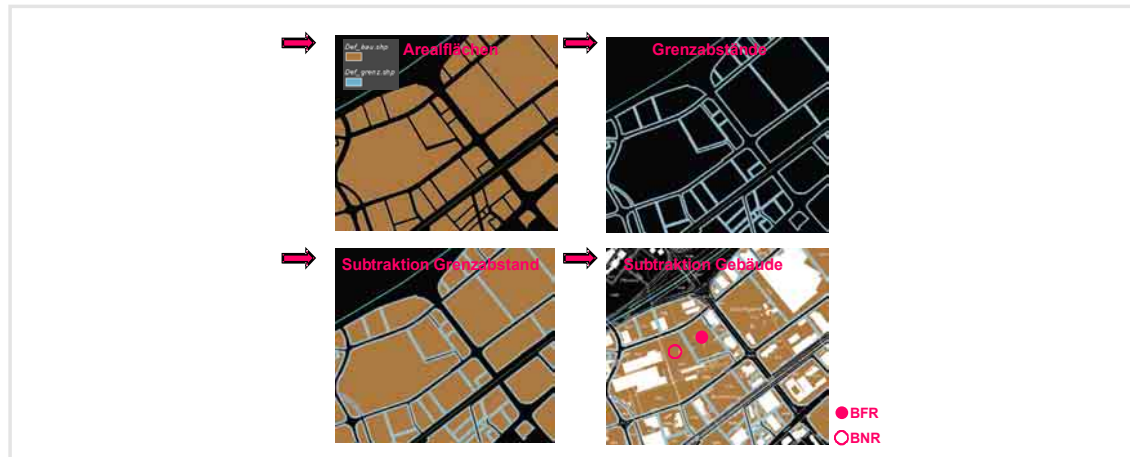 Def_bau.shp
Arealflächen
Def_grenz.shp
Grenzabstände
Subtraktion Grenzabstand
Subtraktion Gebäude
BFR
BNR